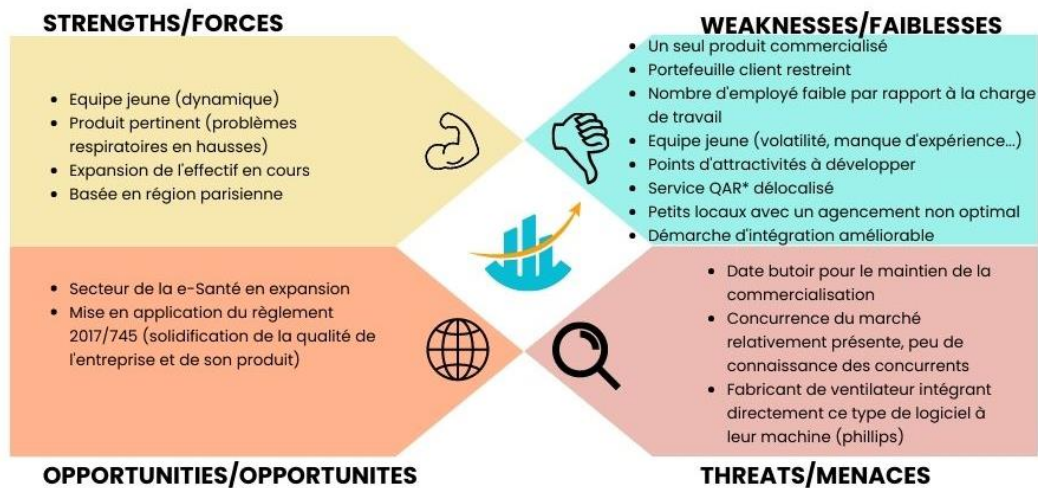 STRENGTHS/FORCES
• Equipe jeune (dynamique)
• Produit pertinent (problèmes
respiratoires en hausses)
• Expansion de l'effectif en cours
• Basée en région parisienne
WEAKNESSES/FAIBLESSES
• Un seul produit commercialisé
• Portefeuille client restreint
• Nombre d'employé faible par rapport à la charge
de travail
• Equipe jeune (volatilité, manque d'expérience...)
• Points d'attractivités à développer
• Service QAR* délocalisé
• Petits locaux avec un agencement non optimal
• Démarche d'intégration améliorable
• Secteur de la e-Santé en expansion
• Mise en application du règlement
2017/745 (solidification de la qualité de
l'entreprise et de son produit)
OPPORTUNITIES/OPPORTUNITES
• Date butoir pour le maintien de la
commercialisation
• Concurrence du marché
relativement présente, peu de
connaissance des concurrents
• Fabricant de ventilateur intégrant
directement ce type de logiciel à
leur machine (phillips)
THREATS/MENACES